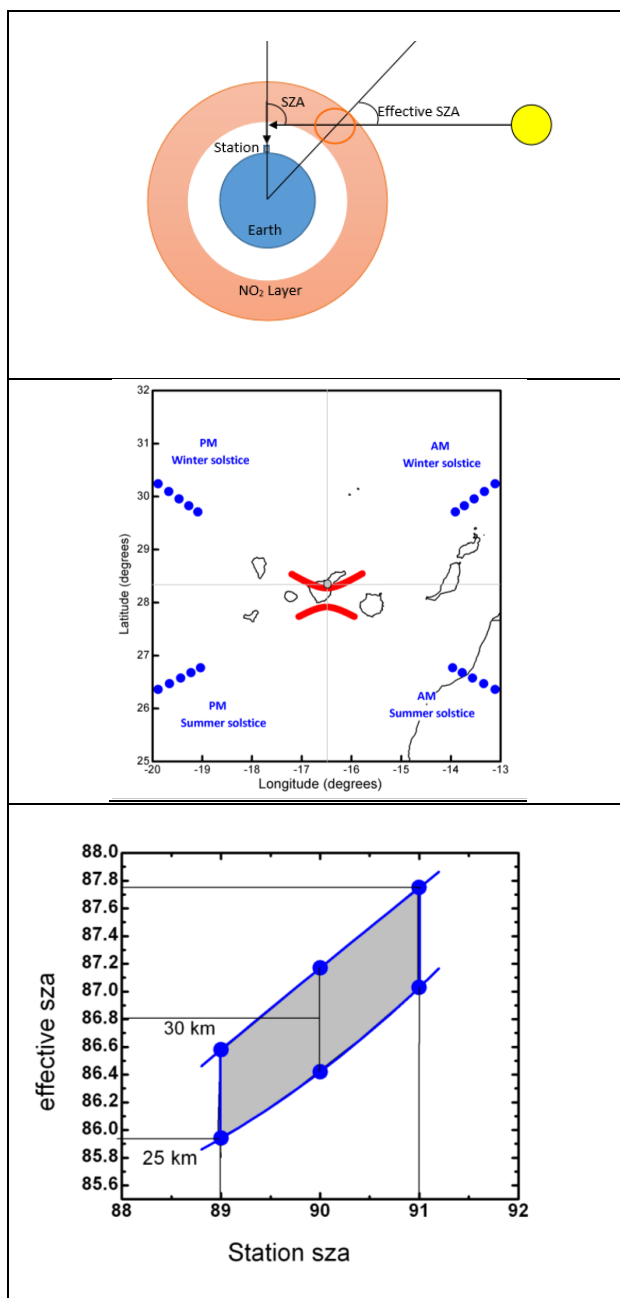 SZA
Effective SZA
Station
Earth
NO₂ Layer
32
31
30
29
28
27
26
25
Latitude (degrees)
PM
Winter solstice
AM
Winter solstice
PM
Summer solstice
AM
Summer solstice
-20
-19
-18
-17
-16
-15
-14
-13
Longitude (degrees)
88.0
87.8
87.6
87.4
87.2
87.0
86.8
86.6
86.4
86.2
86.0
85.8
85.6
effective sza
30 km
25 km
88
89
90
91
92
Station sza